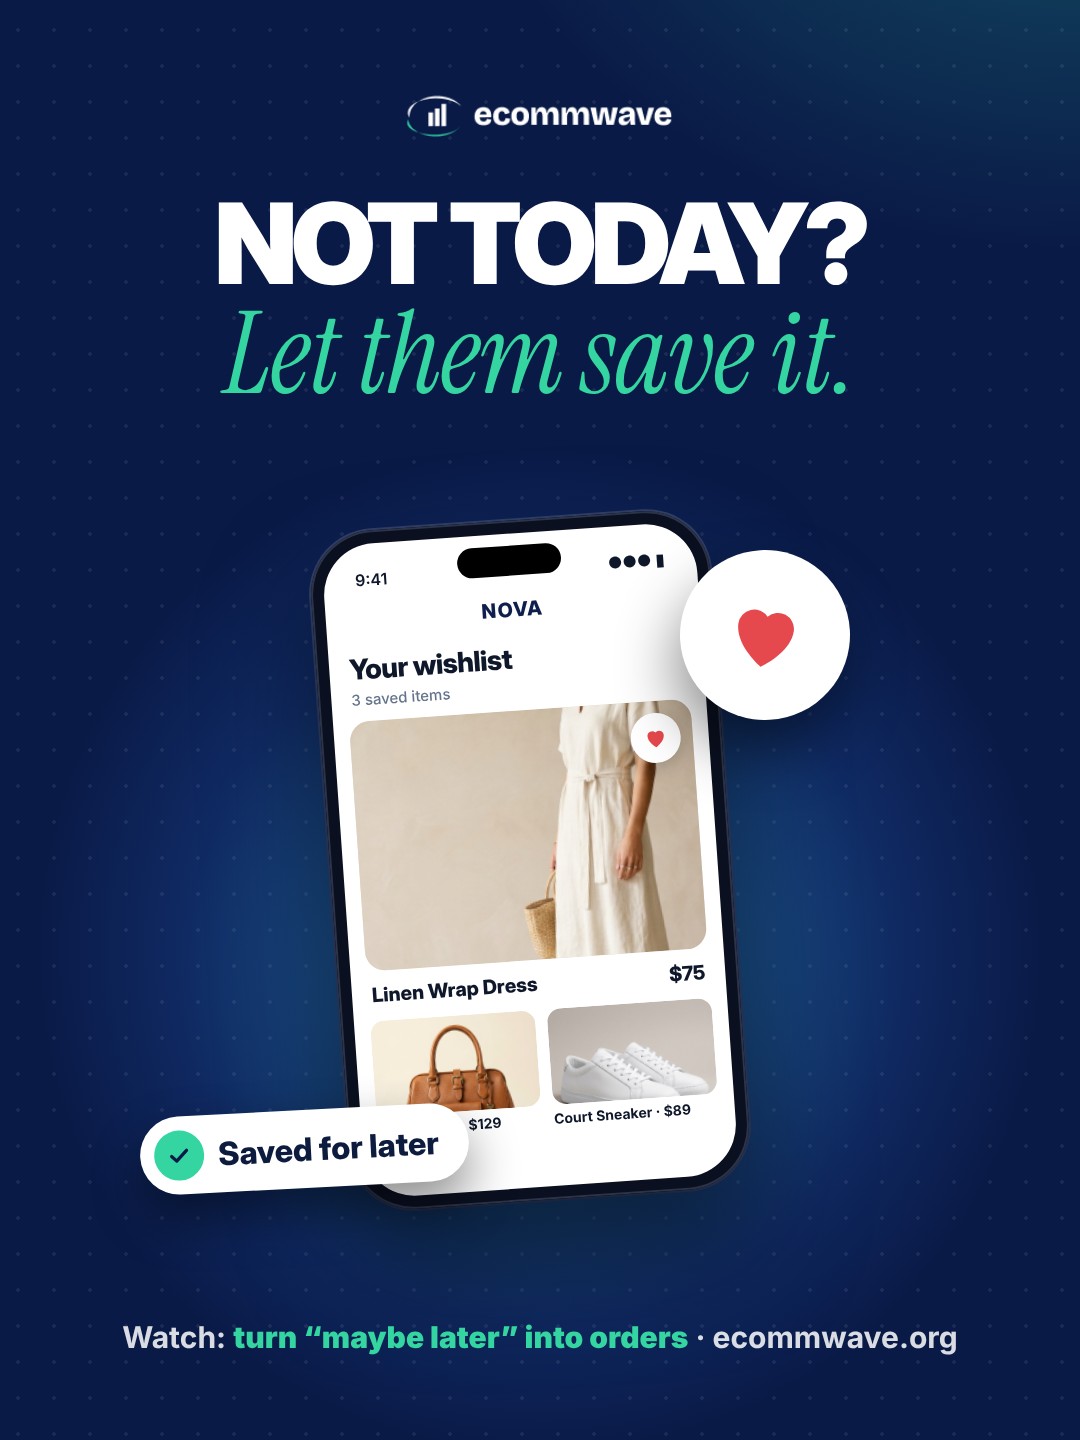 ecommwave
NOT TODAY?
Let them save it.
9:41
NOVA
Your wishlist
3 saved items
Linen Wrap Dress $75
$129
Court Sneaker · $89
Saved for later
Watch: turn “maybe later” into orders · ecommwave.org